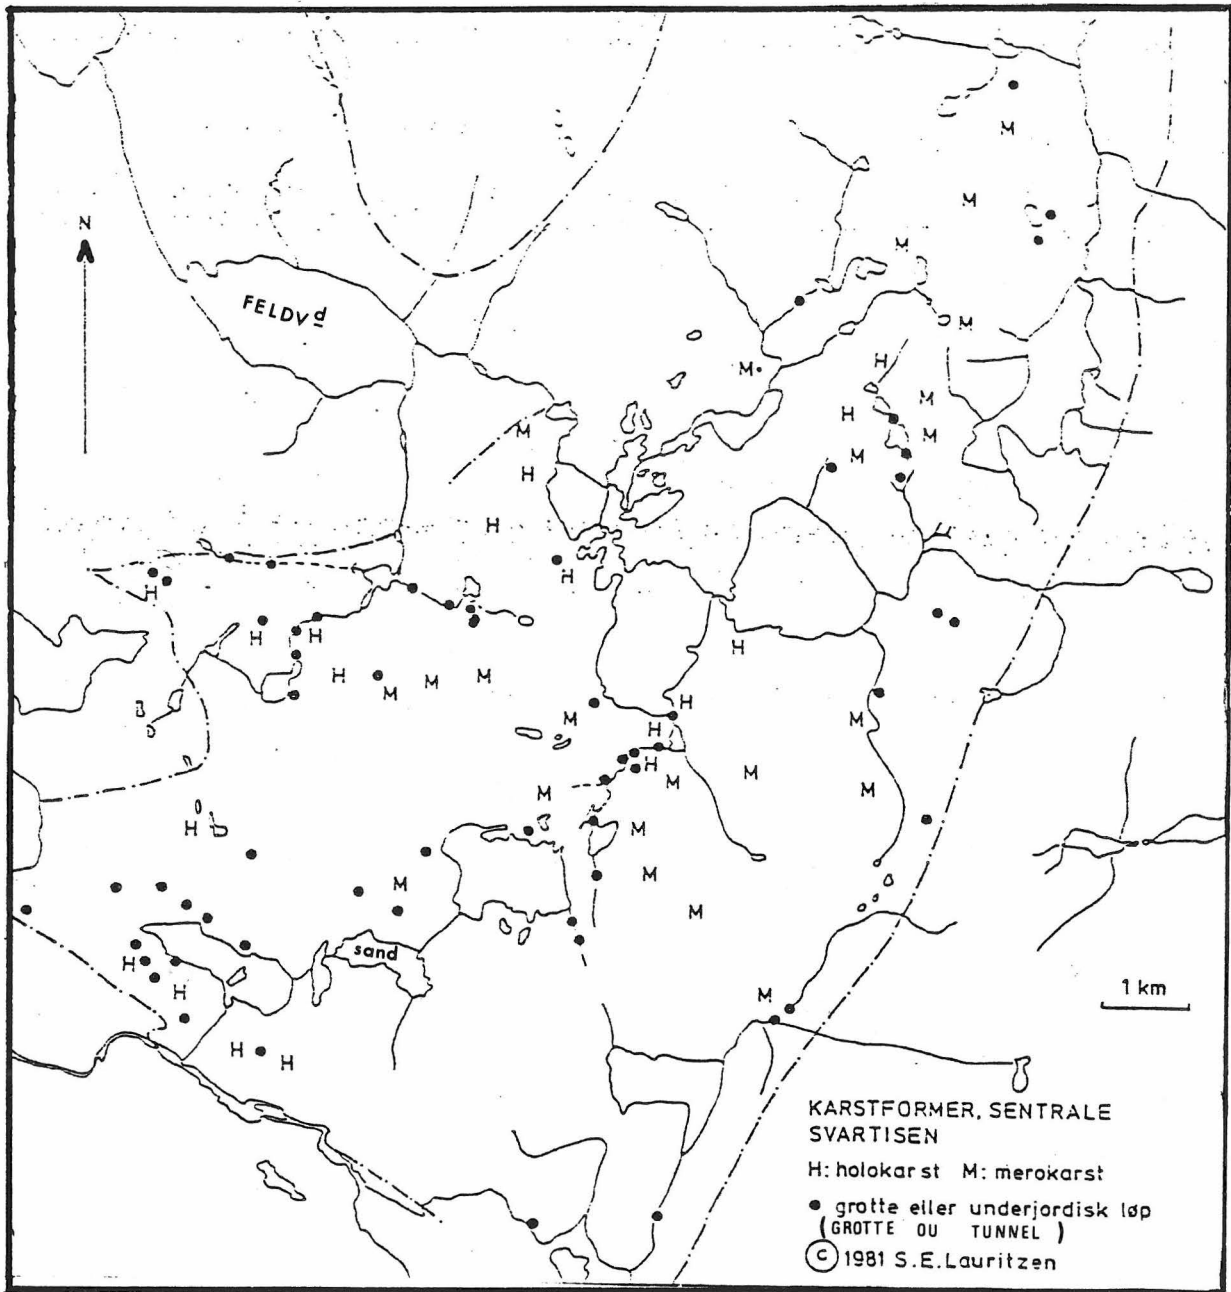 M
M
N
M
FELDVd
M
H
M
M
H
M
M
M
H
H
H
H
H H
H
H M M M
H
M M
H
H M M
M M
H M
M
M
M
sand
H
H
M
1 km
H H
KARSTFORMER, SENTRALE
SVARTISEN
H: holokarst M: merokarst
● grotte eller underjordisk løp
(GROTTE OU TUNNEL)
© 1981 S.E.Lauritzen